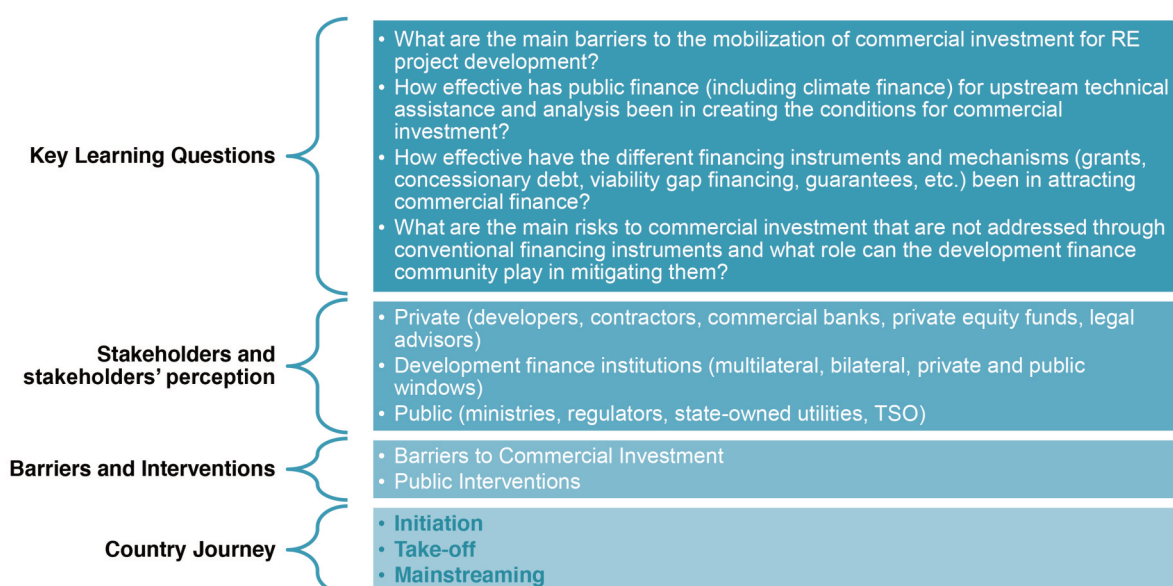 Key Learning Questions
• What are the main barriers to the mobilization of commercial investment for RE
project development?
• How effective has public finance (including climate finance) for upstream technical
assistance and analysis been in creating the conditions for commercial
investment?
• How effective have the different financing instruments and mechanisms (grants,
concessionary debt, viability gap financing, guarantees, etc.) been in attracting
commercial finance?
• What are the main risks to commercial investment that are not addressed through
conventional financing instruments and what role can the development finance
community play in mitigating them?
Stakeholders and
stakeholders’ perception
• Private (developers, contractors, commercial banks, private equity funds, legal
advisors)
• Development finance institutions (multilateral, bilateral, private and public
windows)
• Public (ministries, regulators, state-owned utilities, TSO)
Barriers and Interventions
• Barriers to Commercial Investment
• Public Interventions
Country Journey
• Initiation
• Take-off
• Mainstreaming